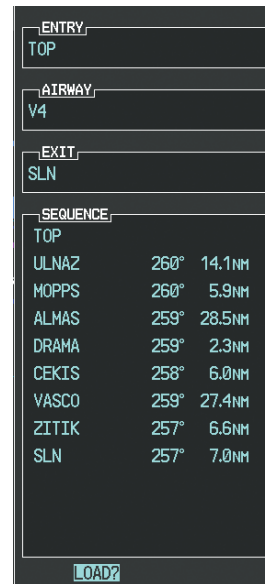 ENTRY
TOP
AIRWAY
V4
EXIT
SLN
SEQUENCE
TOP
ULNAZ 260° 14.1NM
MOPPS 260° 5.9NM
ALMAS 259° 28.5NM
DRAMA 259° 2.3NM
CEKIS 258° 6.0NM
VASCO 259° 27.4NM
ZITIK 257° 6.6NM
SLN 257° 7.0NM
LOAD?